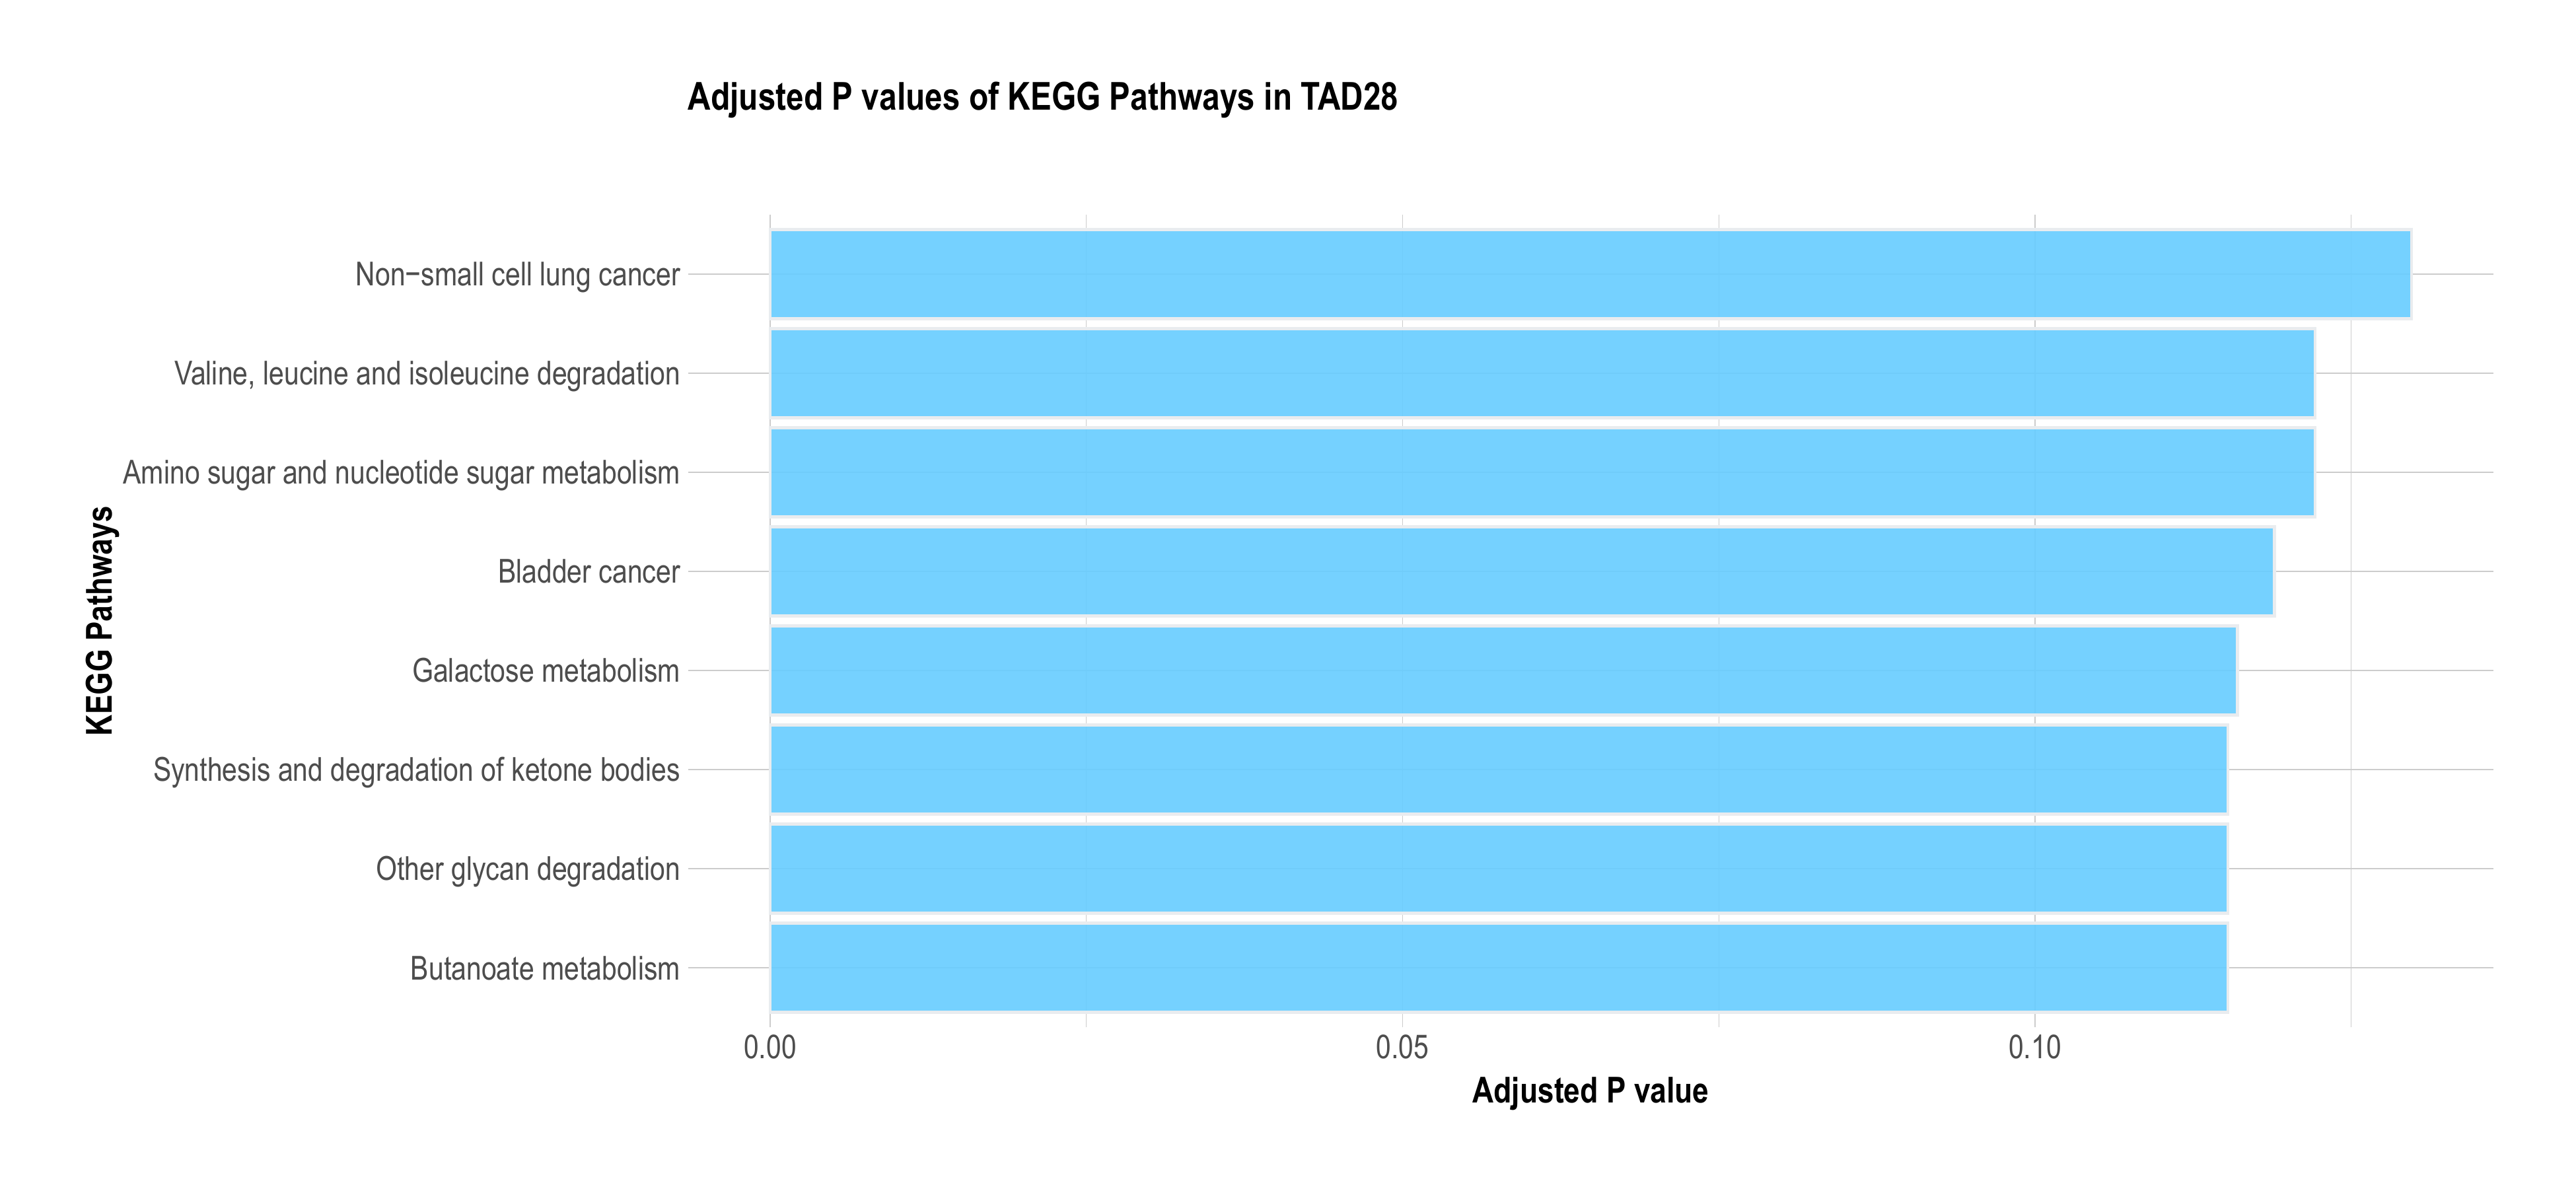 Adjusted P values of KEGG Pathways in TAD28
KEGG Pathways
Non−small cell lung cancer
Valine, leucine and isoleucine degradation
Amino sugar and nucleotide sugar metabolism
Bladder cancer
Galactose metabolism
Synthesis and degradation of ketone bodies
Other glycan degradation
Butanoate metabolism
0.00 0.05 0.10
Adjusted P value